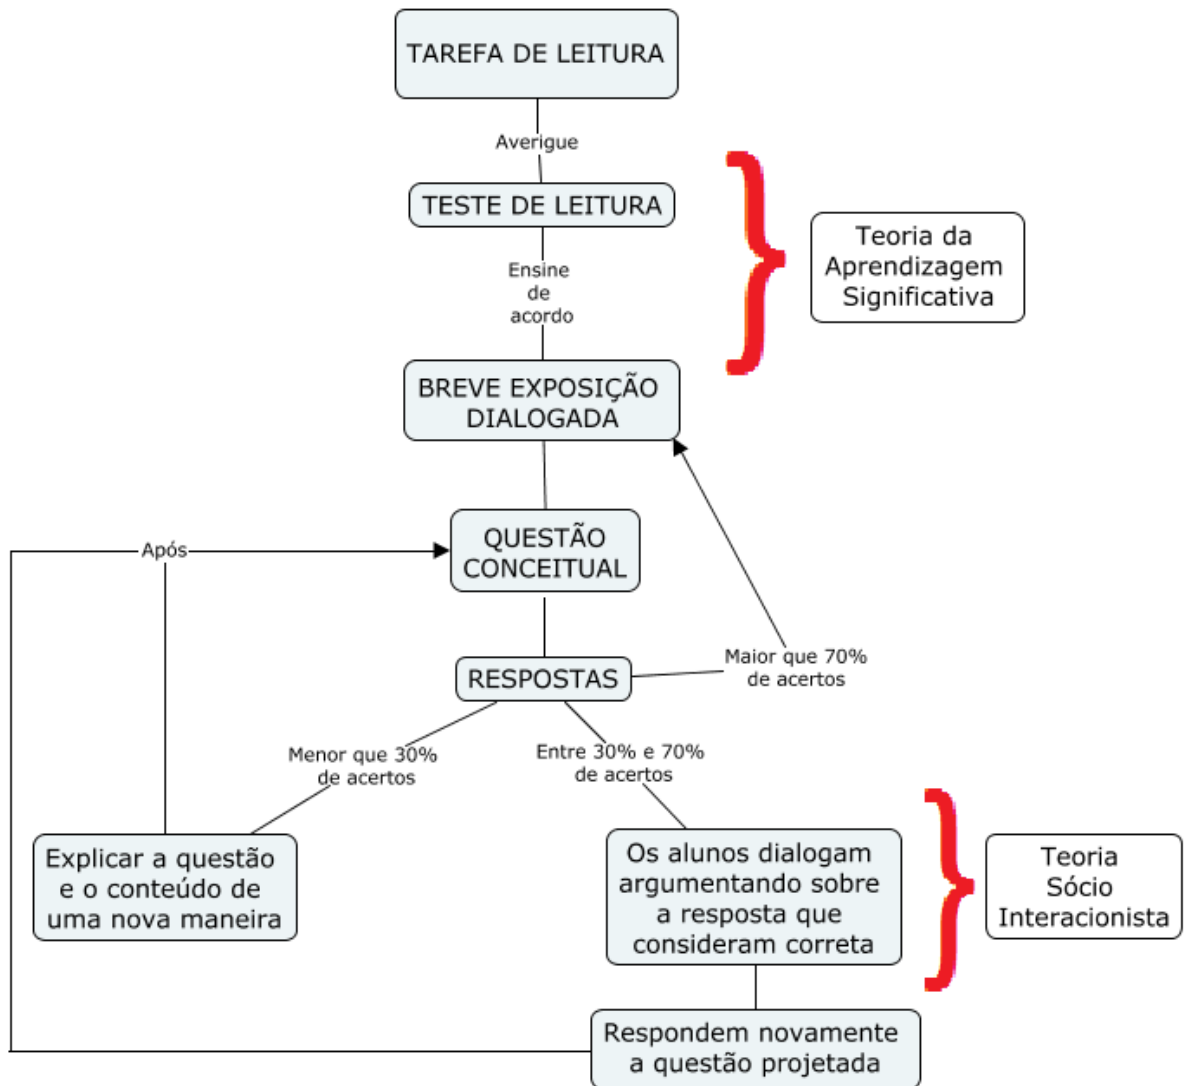 TAREFA DE LEITURA
Averigue
TESTE DE LEITURA
Ensine
de
acordo
Teoria da
Aprendizagem
Significativa
BREVE EXPOSIÇÃO
DIALOGADA
QUESTÃO
CONCEITUAL
Após
RESPOSTAS
Maior que 70%
de acertos
Menor que 30%
de acertos
Entre 30% e 70%
de acertos
Explicar a questão
e o conteúdo de
uma nova maneira
Os alunos dialogam
argumentando sobre
a resposta que
consideram correta
Teoria
Sócio
Interacionista
Respondem novamente
a questão projetada